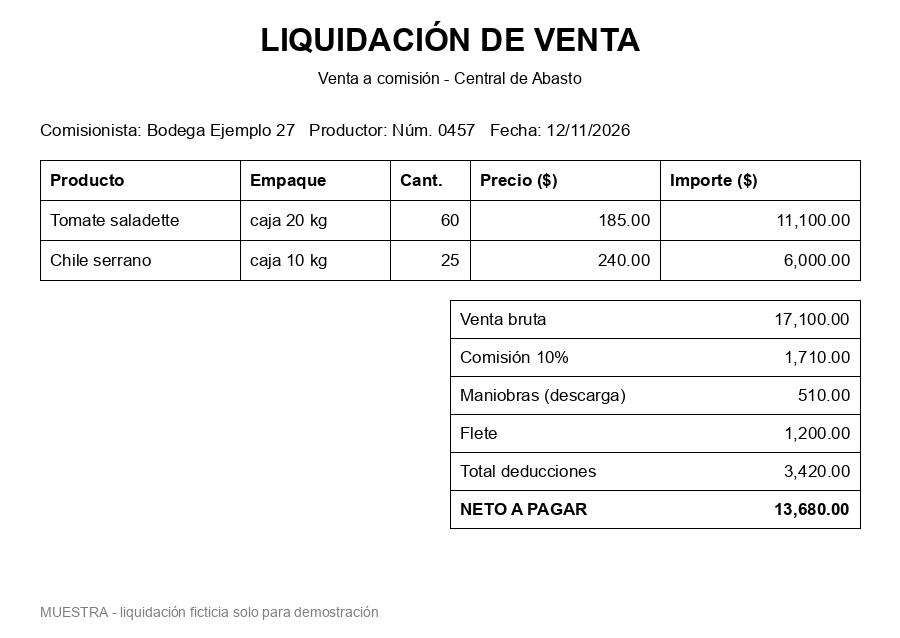 LIQUIDACIÓN DE VENTA
Venta a comisión - Central de Abasto
Comisionista: Bodega Ejemplo 27   Productor: Núm. 0457   Fecha: 12/11/2026
Producto Empaque Cant. Precio ($) Importe ($)
Tomate saladette caja 20 kg 60 185.00 11,100.00
Chile serrano caja 10 kg 25 240.00 6,000.00
Venta bruta 17,100.00
Comisión 10% 1,710.00
Maniobras (descarga) 510.00
Flete 1,200.00
Total deducciones 3,420.00
NETO A PAGAR 13,680.00
MUESTRA - liquidación ficticia solo para demostración